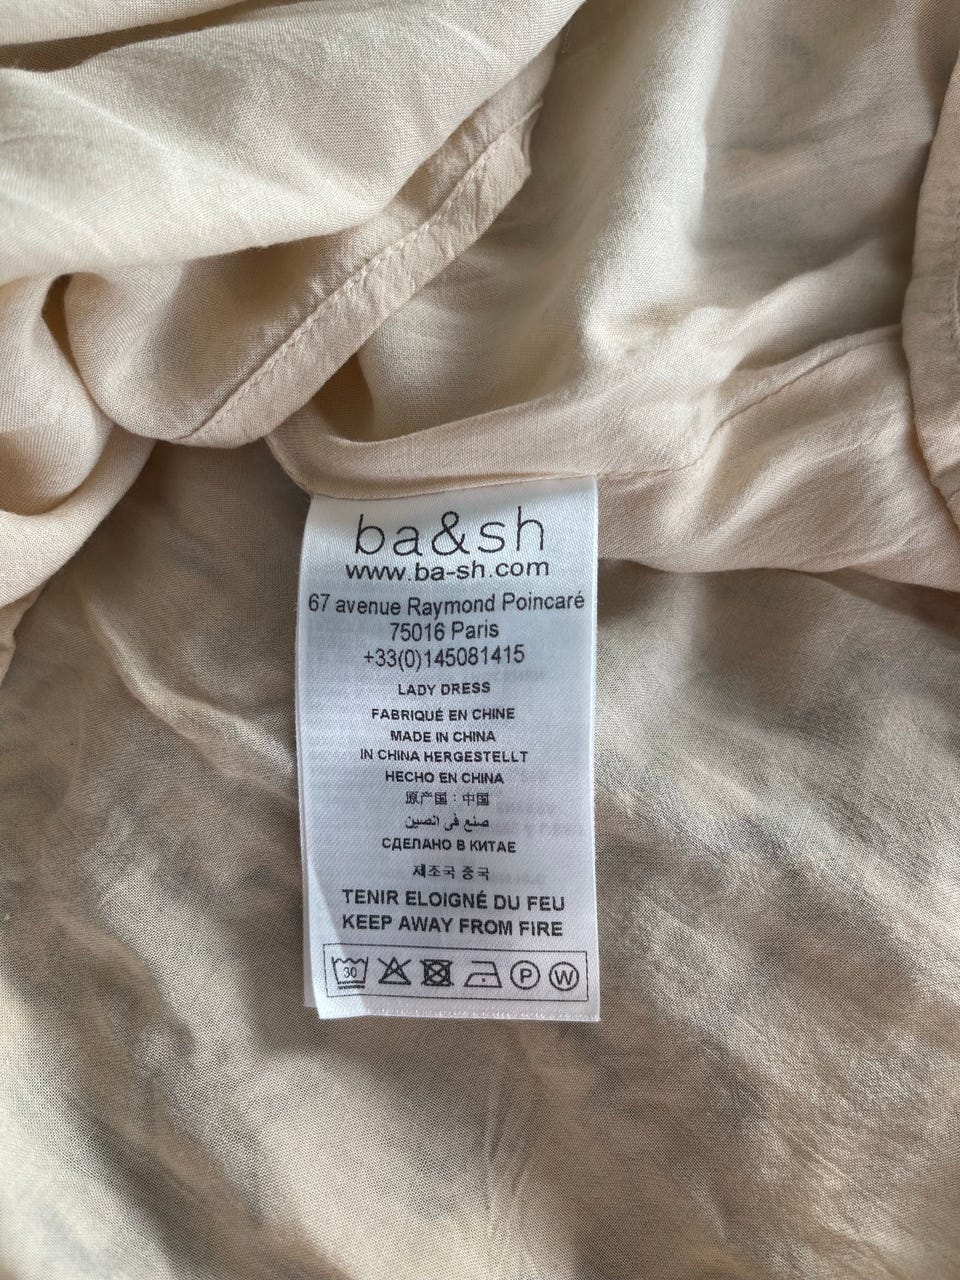 ba&sh
www.ba-sh.com
67 avenue Raymond Poincaré
75016 Paris
+33(0)145081415
LADY DRESS
FABRIQUÉ EN CHINE
MADE IN CHINA
IN CHINA HERGESTELLT
HECHO EN CHINA
原产国：中国
صنع في الصين
СДЕЛАНО В КИТАЕ
제조국 중국
TENIR ELOIGNÉ DU FEU
KEEP AWAY FROM FIRE
30 P W